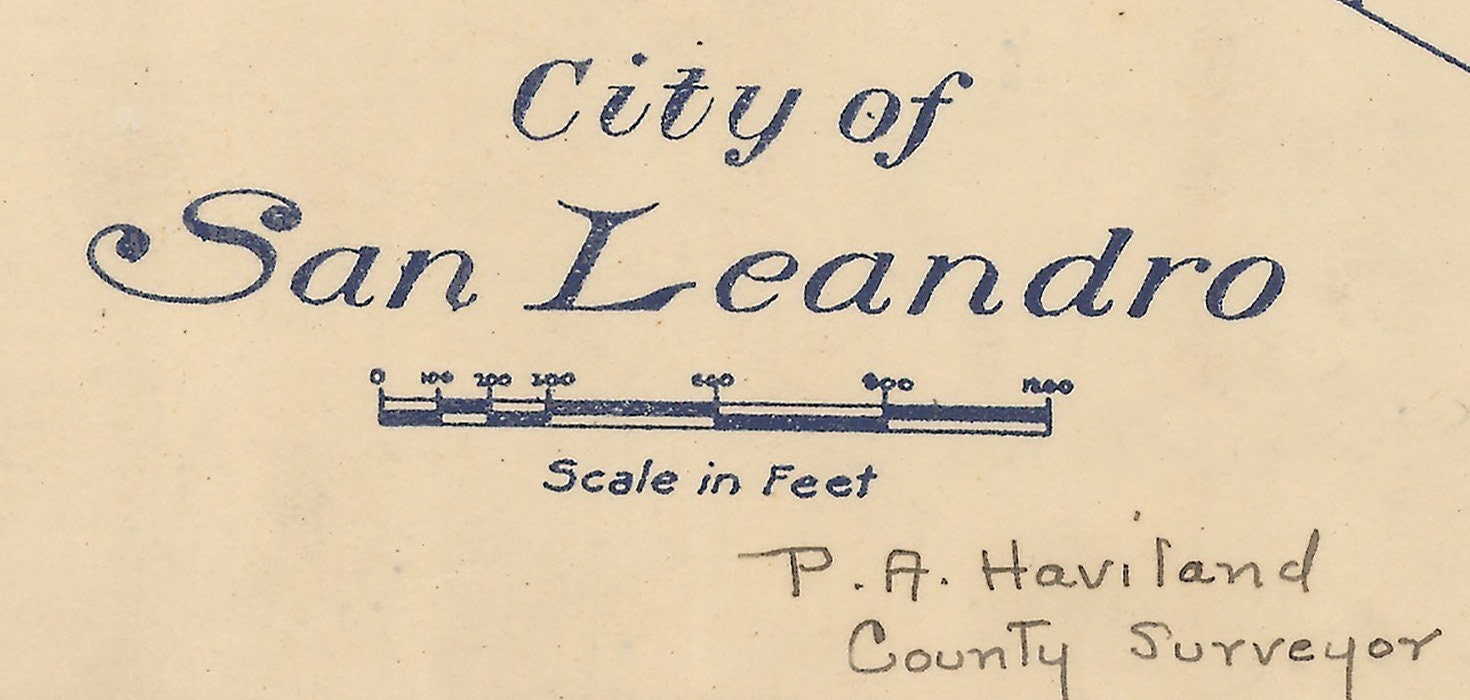 City of
San Leandro
0 100 200 300 600 900 1200
Scale in Feet
P. A. Haviland
County Surveyor